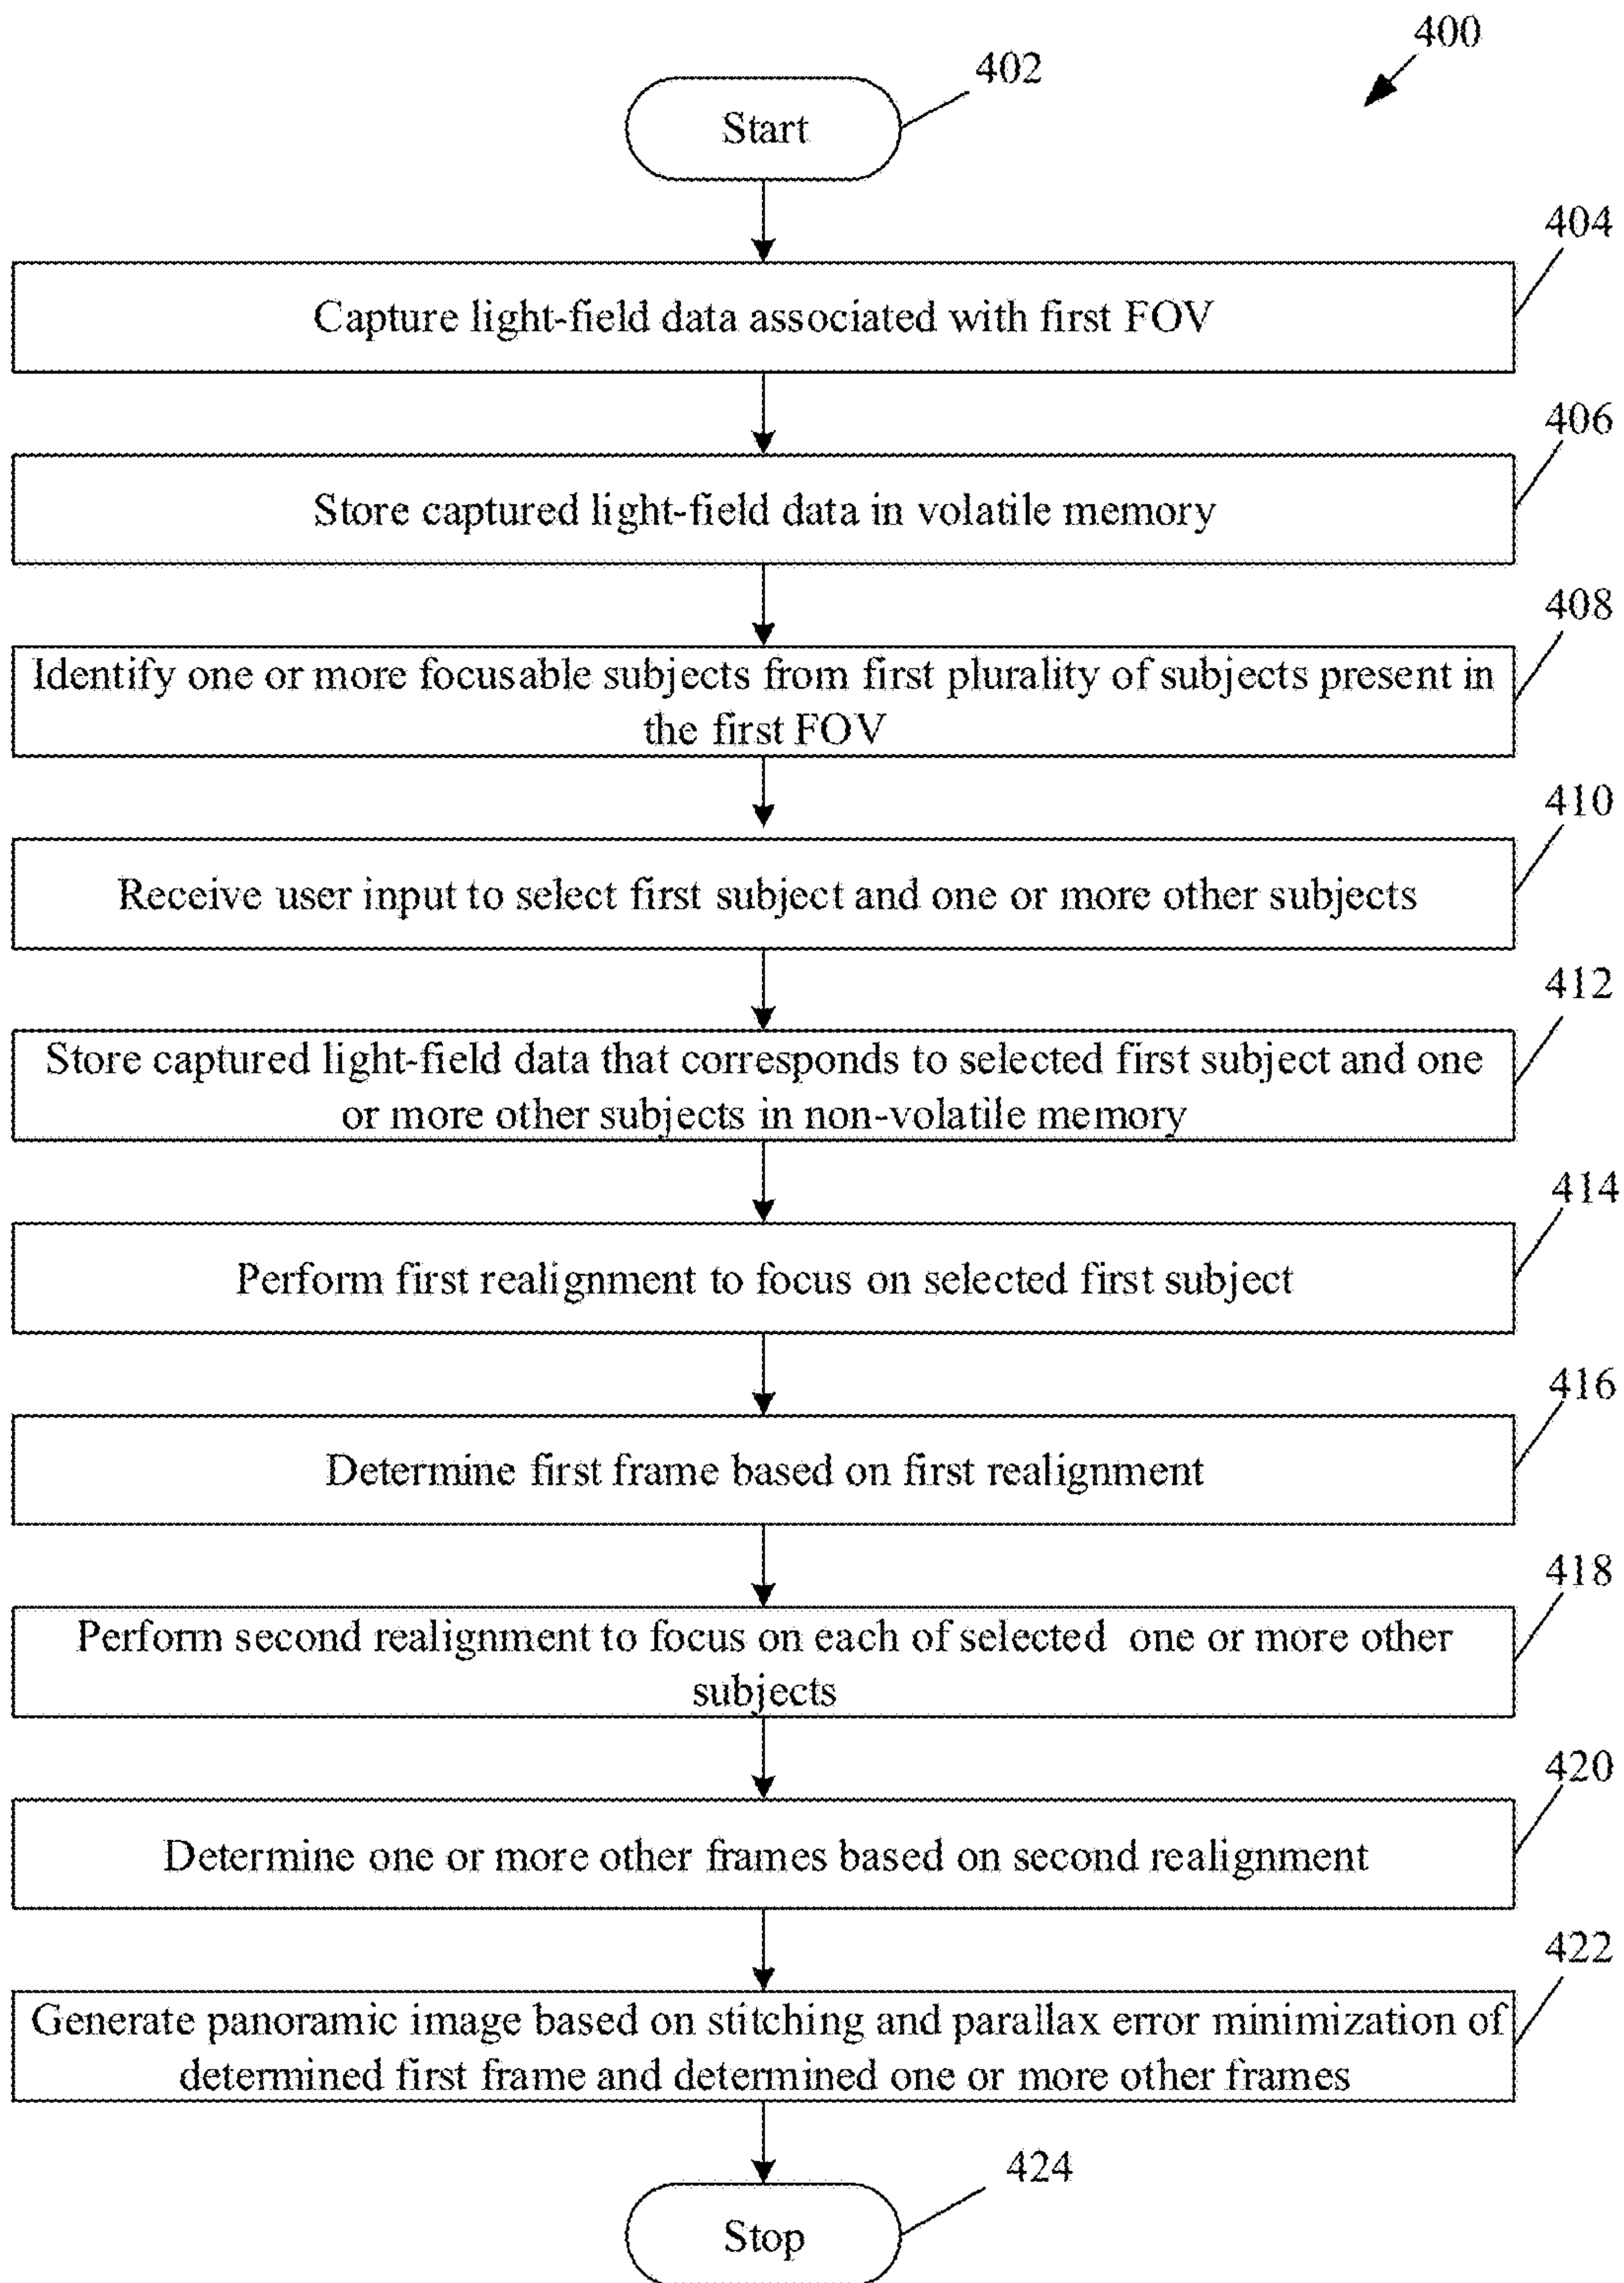 400
402
Start
404
Capture light-field data associated with first FOV
406
Store captured light-field data in volatile memory
408
Identify one or more focusable subjects from first plurality of subjects present in
the first FOV
410
Receive user input to select first subject and one or more other subjects
412
Store captured light-field data that corresponds to selected first subject and one
or more other subjects in non-volatile memory
414
Perform first realignment to focus on selected first subject
416
Determine first frame based on first realignment
418
Perform second realignment to focus on each of selected one or more other
subjects
420
Determine one or more other frames based on second realignment
422
Generate panoramic image based on stitching and parallax error minimization of
determined first frame and determined one or more other frames
424
Stop